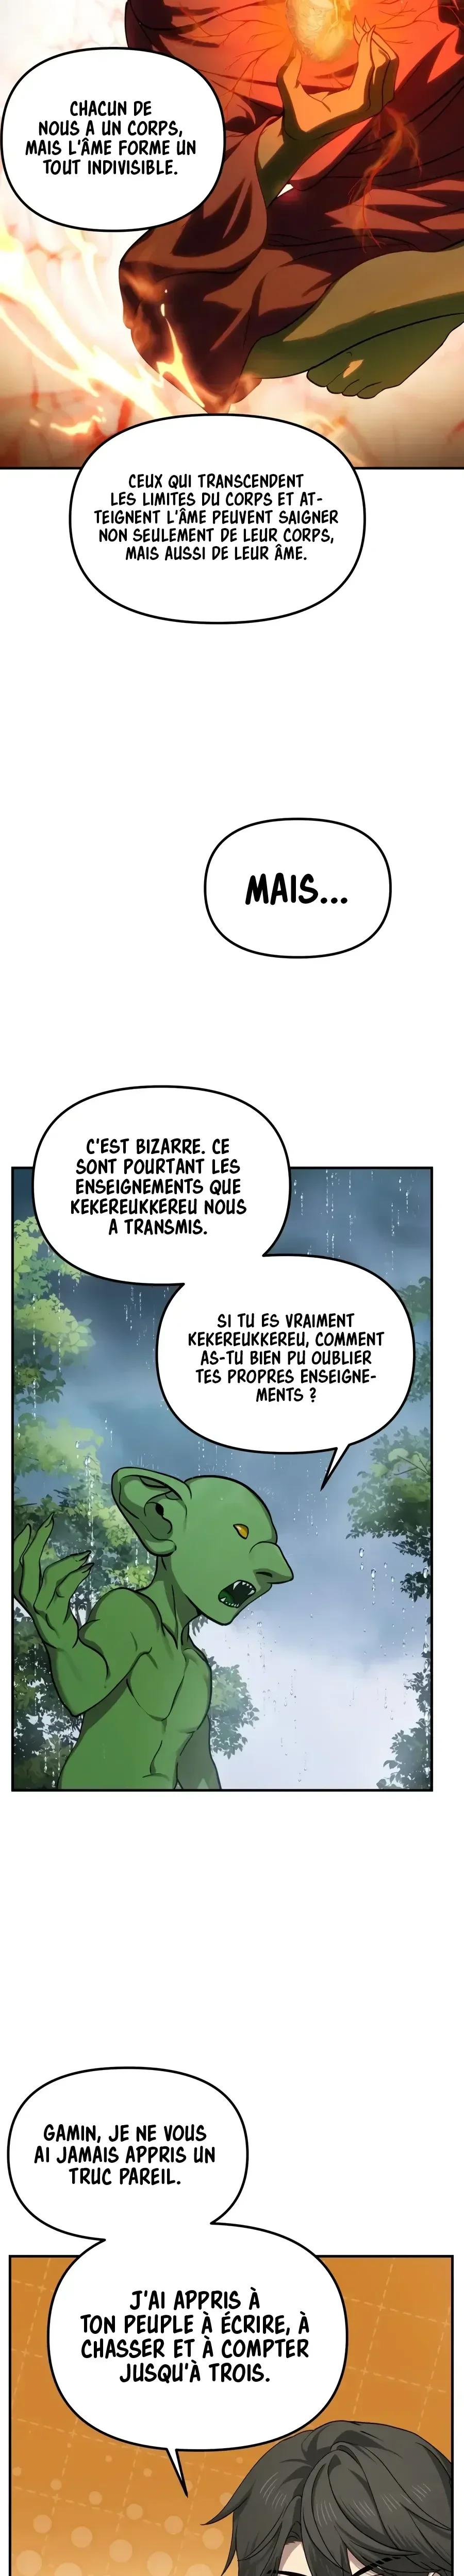 CHACUN DE
NOUS A UN CORPS,
MAIS L'ÂME FORME UN
TOUT INDIVISIBLE.
CEUX QUI TRANSCENDENT
LES LIMITES DU CORPS ET AT-
TEIGNENT L'ÂME PEUVENT SAIGNER
NON SEULEMENT DE LEUR CORPS,
MAIS AUSSI DE LEUR ÂME.
MAIS...
C'EST BIZARRE. CE
SONT POURTANT LES
ENSEIGNEMENTS QUE
KEKEREUKKEREU NOUS
A TRANSMIS.
SI TU ES VRAIMENT
KEKEREUKKEREU, COMMENT
AS-TU BIEN PU OUBLIER
TES PROPRES ENSEIGNE-
MENTS ?
GAMIN, JE NE VOUS
AI JAMAIS APPRIS UN
TRUC PAREIL.
J'AI APPRIS À
TON PEUPLE À ÉCRIRE, À
CHASSER ET À COMPTER
JUSQU'À TROIS.